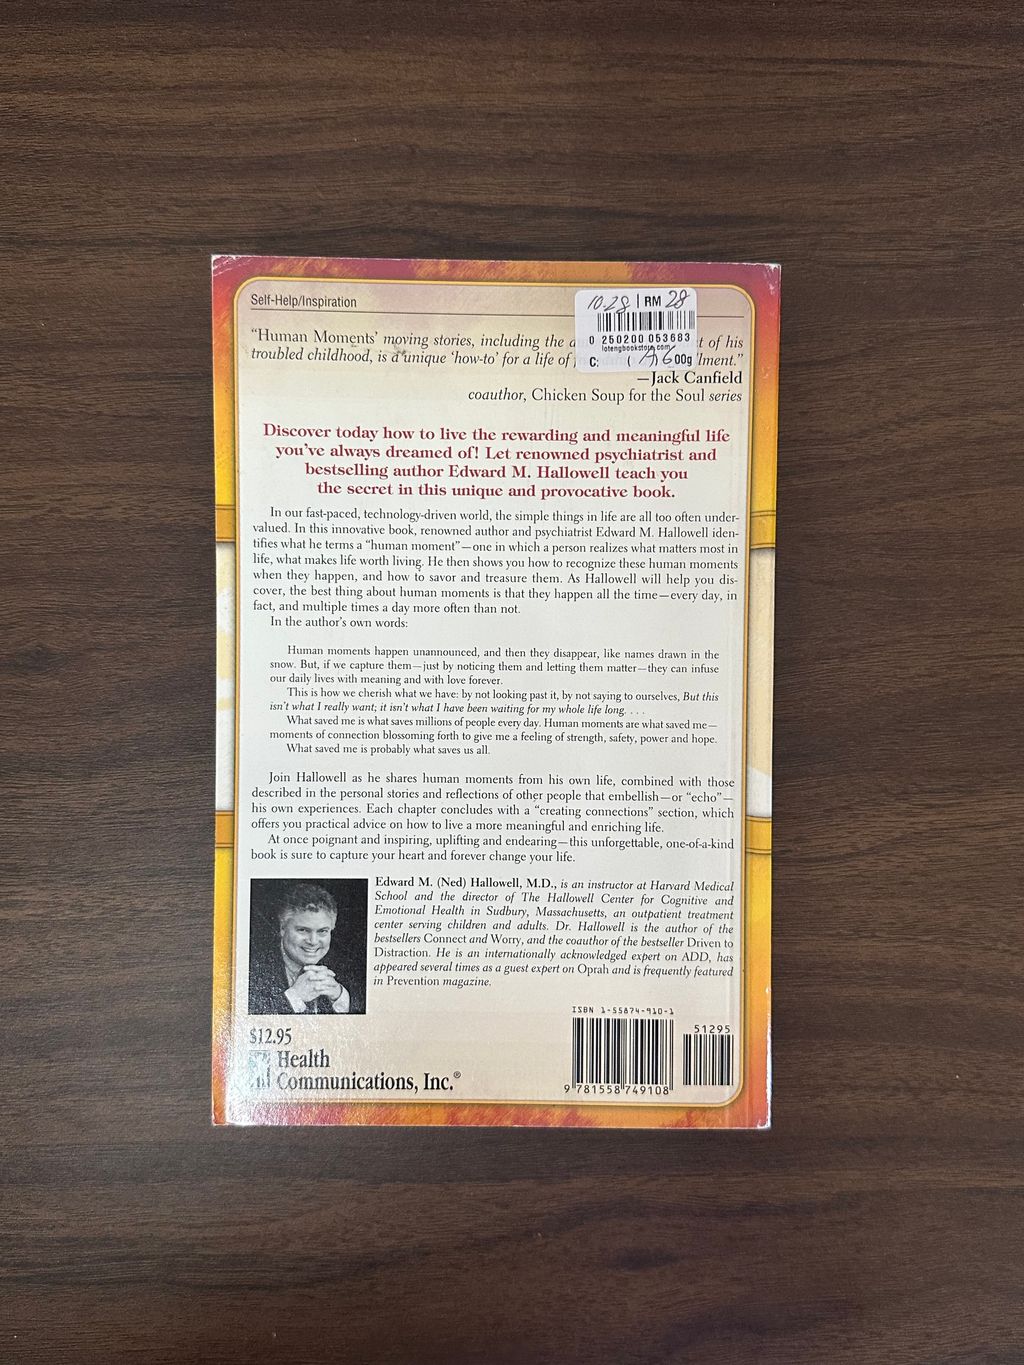 Self-Help/Inspiration
10-28 | RM 28
0 250200 053683
lotengbookstore.com
C: ( A6 00g
“Human Moments’ moving stories, including the a t of his
troubled childhood, is a unique ‘how-to’ for a life of lment.”
—Jack Canfield
coauthor, Chicken Soup for the Soul series
Discover today how to live the rewarding and meaningful life
you’ve always dreamed of! Let renowned psychiatrist and
bestselling author Edward M. Hallowell teach you
the secret in this unique and provocative book.
In our fast-paced, technology-driven world, the simple things in life are all too often under-
valued. In this innovative book, renowned author and psychiatrist Edward M. Hallowell iden-
tifies what he terms a “human moment”—one in which a person realizes what matters most in
life, what makes life worth living. He then shows you how to recognize these human moments
when they happen, and how to savor and treasure them. As Hallowell will help you dis-
cover, the best thing about human moments is that they happen all the time—every day, in
fact, and multiple times a day more often than not.
In the author’s own words:
Human moments happen unannounced, and then they disappear, like names drawn in the
snow. But, if we capture them—just by noticing them and letting them matter—they can infuse
our daily lives with meaning and with love forever.
This is how we cherish what we have: by not looking past it, by not saying to ourselves, But this
isn’t what I really want; it isn’t what I have been waiting for my whole life long. . . .
What saved me is what saves millions of people every day. Human moments are what saved me—
moments of connection blossoming forth to give me a feeling of strength, safety, power and hope.
What saved me is probably what saves us all.
Join Hallowell as he shares human moments from his own life, combined with those
described in the personal stories and reflections of other people that embellish—or “echo”—
his own experiences. Each chapter concludes with a “creating connections” section, which
offers you practical advice on how to live a more meaningful and enriching life.
At once poignant and inspiring, uplifting and endearing—this unforgettable, one-of-a-kind
book is sure to capture your heart and forever change your life.
Edward M. (Ned) Hallowell, M.D., is an instructor at Harvard Medical
School and the director of The Hallowell Center for Cognitive and
Emotional Health in Sudbury, Massachusetts, an outpatient treatment
center serving children and adults. Dr. Hallowell is the author of the
bestsellers Connect and Worry, and the coauthor of the bestseller Driven to
Distraction. He is an internationally acknowledged expert on ADD, has
appeared several times as a guest expert on Oprah and is frequently featured
in Prevention magazine.
$12.95
Health
Communications, Inc.®
ISBN 1-55874-910-1
51295
9 781558 749108